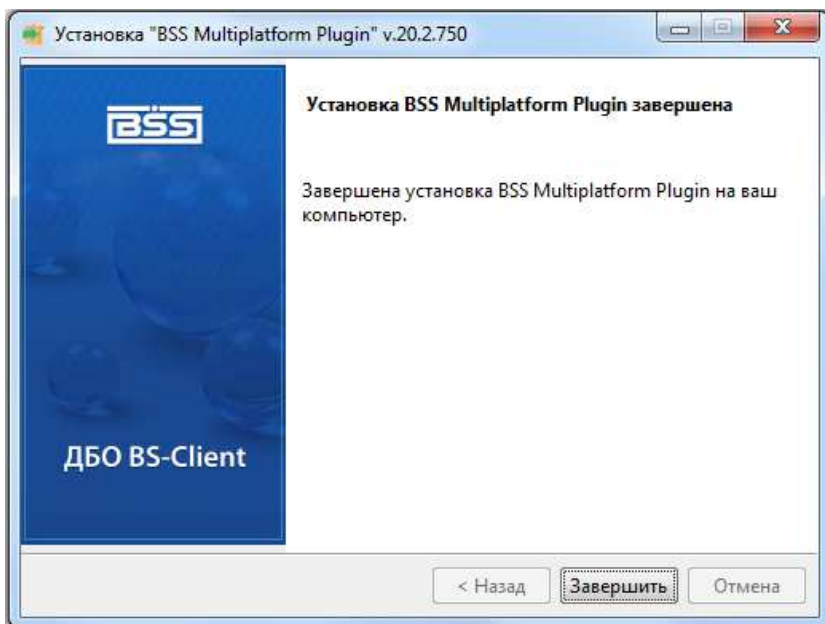 Установка "BSS Multiplatform Plugin" v.20.2.750
BSS
Установка BSS Multiplatform Plugin завершена
Завершена установка BSS Multiplatform Plugin на ваш
компьютер.
ДБО BS-Client
< Назад
Завершить
Отмена